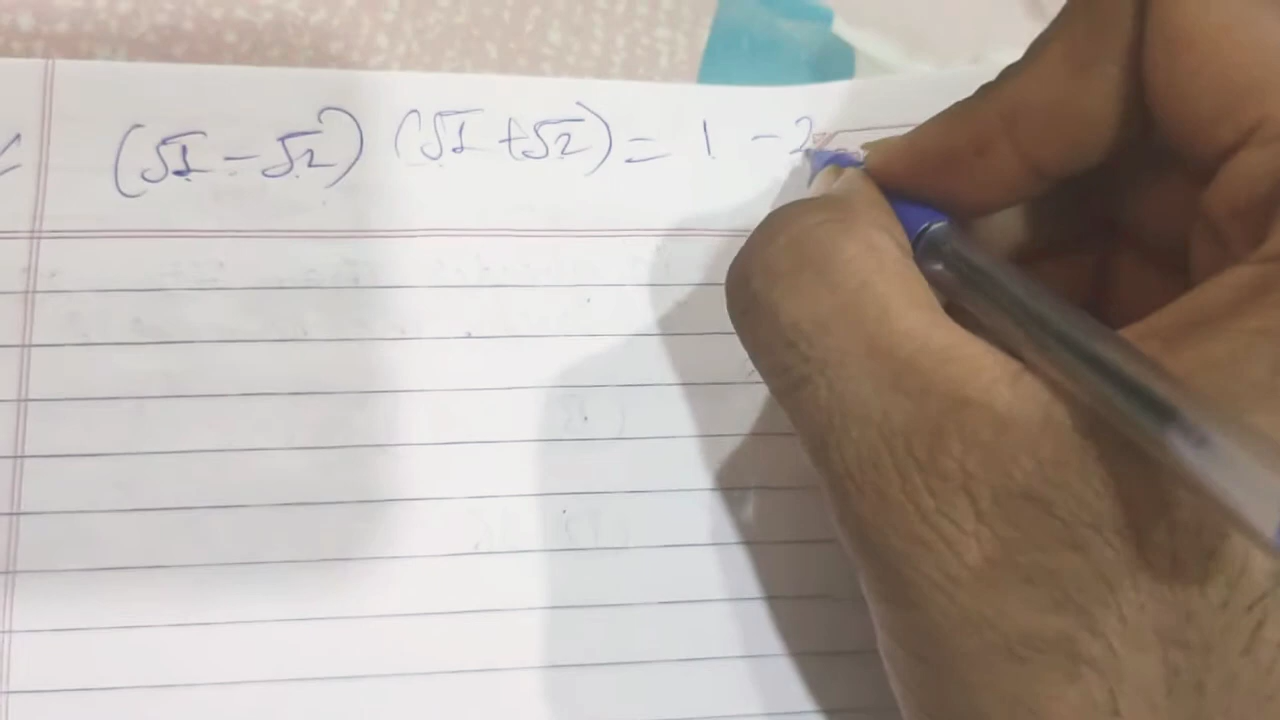 (√1 - √2) (√1 + √2) = 1 - 2